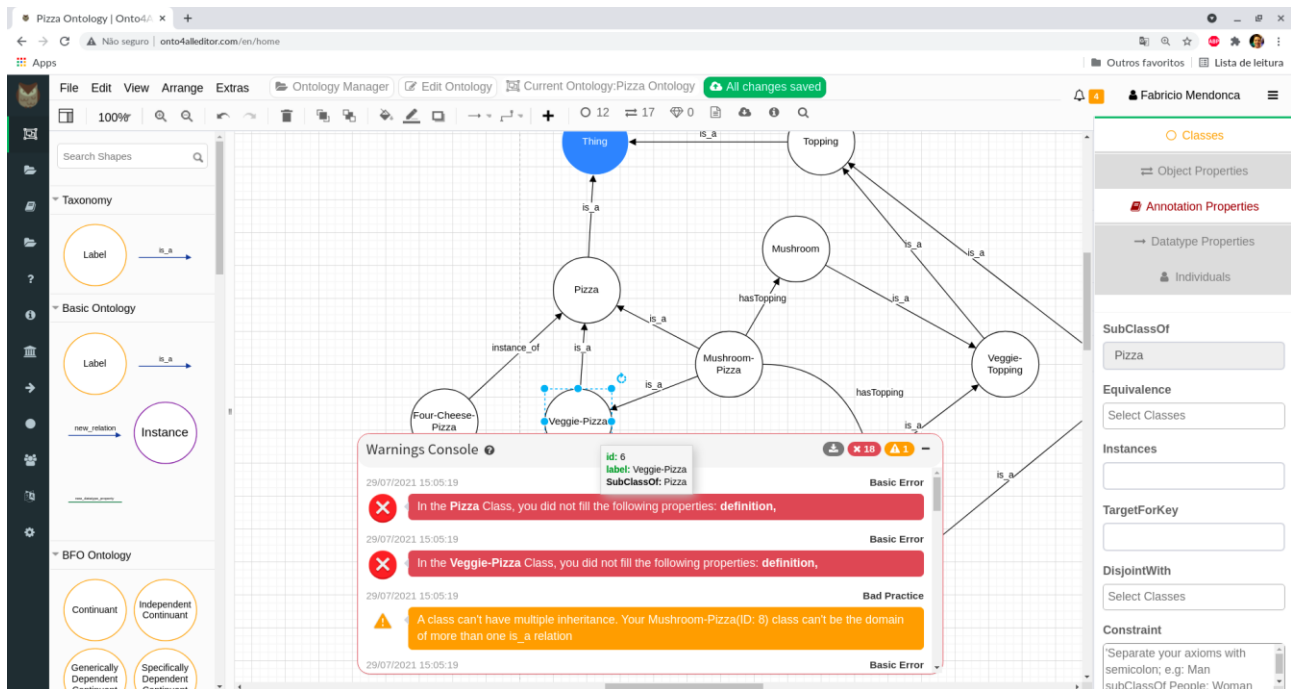 Pizza Ontology | Onto4A
Não seguro | onto4alleditor.com/en/home
Apps
Outros favoritos
Lista de leitura
File Edit View Arrange Extras
Ontology Manager
Edit Ontology
Current Ontology:Pizza Ontology
All changes saved
4
Fabricio Mendonca
100%
12
17
0
Search Shapes
Taxonomy
Label
is_a
Basic Ontology
Label
is_a
new_relation
Instance
new_datatype_property
BFO Ontology
Continuant
Independent
Continuant
Generically
Dependent
Specifically
Dependent
Thing
is_a
Topping
is_a
Mushroom
is_a
is_a
Pizza
hasTopping
is_a
is_a
instance_of
is_a
Mushroom-
Pizza
Veggie-
Topping
is_a
hasTopping
Four-Cheese-
Pizza
Veggie-Pizza
is_a
is_a
Warnings Console
18
1
id: 6
label: Veggie-Pizza
SubClassOf: Pizza
29/07/2021 15:05:19
Basic Error
In the Pizza Class, you did not fill the following properties: definition,
29/07/2021 15:05:19
Basic Error
In the Veggie-Pizza Class, you did not fill the following properties: definition,
29/07/2021 15:05:19
Bad Practice
A class can't have multiple inheritance. Your Mushroom-Pizza(ID: 8) class can't be the domain
of more than one is_a relation
29/07/2021 15:05:19
Basic Error
Classes
Object Properties
Annotation Properties
Datatype Properties
Individuals
SubClassOf
Pizza
Equivalence
Select Classes
Instances
TargetForKey
DisjointWith
Select Classes
Constraint
'Separate your axioms with
semicolon; e.g: Man
subClassOf People; Woman